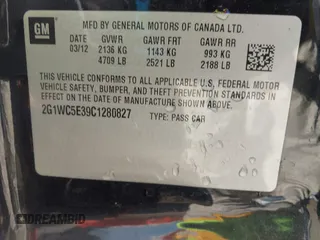 GM
MFD BY GENERAL MOTORS OF CANADA LTD.
DATE GVWR GAWR FRT GAWR RR
03/12 2136 KG 1143 KG 993 KG
4709 LB 2521 LB 2188 LB
THIS VEHICLE CONFORMS TO ALL APPLICABLE U.S. FEDERAL MOTOR
VEHICLE SAFETY, BUMPER, AND THEFT PREVENTION STANDARDS IN
EFFECT ON THE DATE OF MANUFACTURE SHOWN ABOVE.
2G1WC5E39C1280827 TYPE: PASS CAR
DREAMBID